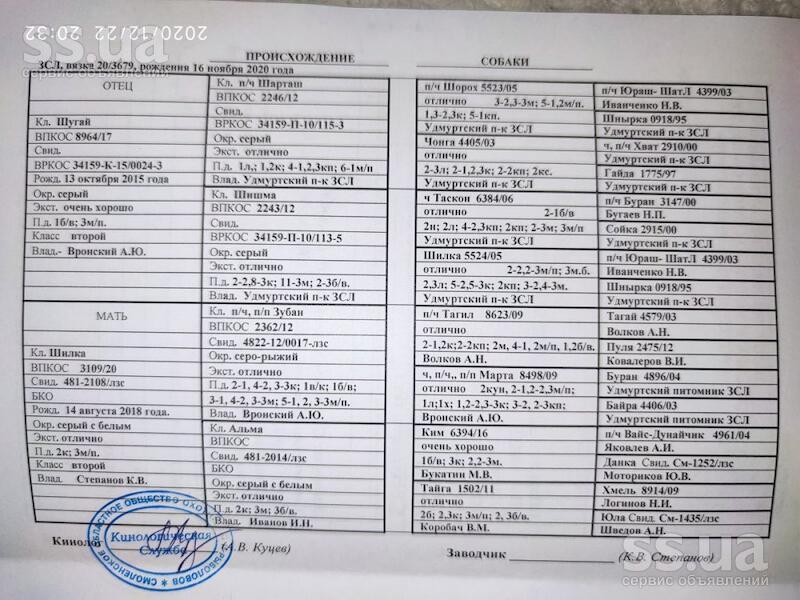 2020/12/22 20:32
ss.ua
сервис объявлений
ПРОИСХОЖДЕНИЕ СОБАКИ
ЗСЛ, вязка 20/3679, рождения 16 ноября 2020 года
ОТЕЦ
Кл. Шугай
ВПКОС 8964/17
Свид.
ВРКОС 34159-К-15/0024-3
Рожд. 13 октября 2015 года
Окр. серый
Экст. очень хорошо
П.д. 1б/в; 3м/п.
Класс второй
Влад.- Вронский А.Ю.
Кл. п/ч Шарташ
ВПКОС 2246/12
Свид.
ВРКОС 34159-П-10/115-3
Окр. серый
Экст. отлично
П.д. 1л; 1,2к; 4-1,2,3кп; 6-1м/п
Влад. Удмуртский п-к ЗСЛ
Кл. Шишма
ВПКОС 2243/12
Свид.
ВРКОС 34159-П-10/113-5
Окр. серый
Экст. отлично
П.д. 2-2,8-3к; 11-3м; 2-3б/в.
Влад. Удмуртский п-к ЗСЛ
МАТЬ
Кл. Шилка
ВПКОС 3109/20
Свид. 481-2108/лзс
БКО
Рожд. 14 августа 2018 года.
Окр. серый с белым
Экст. отлично
П.д. 2к; 3м/п.
Класс второй
Влад. Степанов К.В.
Кл. п/ч, п/п Зубан
ВПКОС 2362/12
Свид. 4822-12/0017-лзс
Окр. серо-рыжий
Экст. отлично
П.д. 2-1, 4-2, 3-3к; 1в/к; 1б/в;
3-1, 4-2, 3-3м; 5-1, 2, 3-3м/п.
Влад. Вронский А.Ю.
Кл. Альма
ВПКОС
Свид. 481-2014/лзс
БКО
Окр. серый с белым
Экст. отлично
П.д. 2к; 3м; 3б/в.
Влад. Иванов И.Н.
п/ч Шорох 5523/05
отлично 3-2,3-3м; 5-1,2м/п.
1,3-2,3к; 5-1кп.
Удмуртский п-к ЗСЛ
Чонга 4405/03
отлично
2-3л; 2-1,2,3к; 2-2кп; 2кс.
Удмуртский п-к ЗСЛ
ч Таскон 6384/06
отлично 2-1б/в
2н; 2л; 4-2,3кп; 2кп; 2-3м; 3м/п
Удмуртский п-к ЗСЛ
Шилка 5524/05
отлично 2-2,2-3м/п; 3м.б.
2,3л; 5-2,5-3к; 2кп; 3-2,4-3м.
Удмуртский п-к ЗСЛ
п/ч Тагил 8623/09
отлично
2-1,2к;2-2кп; 2м, 4-1, 2м/п, 1,2б/в.
Волков А.Н.
ч, п/ч,, п/п Марта 8498/09
отлично 2кун, 2-1,2-2,3м/п;
1л;1х; 1,2-2,3-3к; 3-2, 2-3кп;
Вронский А.Ю.
Ким 6394/16
очень хорошо
1б/в; 3к; 2,2-3м.
Букатин М.В.
Тайга 1502/11
отлично
2б; 2,3к; 3м/п; 2, 3б/в.
Коробач В.М.
п/ч Юраш- ШатЛ 4399/03
Иванченко Н.В.
Шнырка 0918/95
Удмуртский п-к ЗСЛ
ч, п/ч Хват 2910/00
Удмуртский п-к ЗСЛ
Гайда 1775/97
Удмуртский п-к ЗСЛ
п/ч Буран 3147/00
Бугаев Н.П.
Сойка 2915/00
Удмуртский п-к ЗСЛ
п/ч Юраш- ШатЛ 4399/03
Иванченко Н.В.
Шнырка 0918/95
Удмуртский п-к ЗСЛ
Тагай 4579/03
Волков А.Н.
Пуля 2475/12
Ковалеров В.И.
Буран 4896/04
Удмуртский питомник ЗСЛ
Байра 4406/03
Удмуртский питомник ЗСЛ
п/ч Вайс-Дунайчик 4961/04
Яковлев А.И.
Данка Свид. См-1252/лзс
Моториков Ю.В.
Хмель 8914/09
Логинов Н.И.
Юла Свид. См-1435/лзс
Шведов А.Н.
Кинолог (А.В. Куцев)
Заводчик (К.В. Степанов)
СМОЛЕНСКОЕ ОБЛАСТНОЕ ОБЩЕСТВО
РЫБОЛОВОВ
Кинологическая
Служба
ss.ua
сервис объявлений